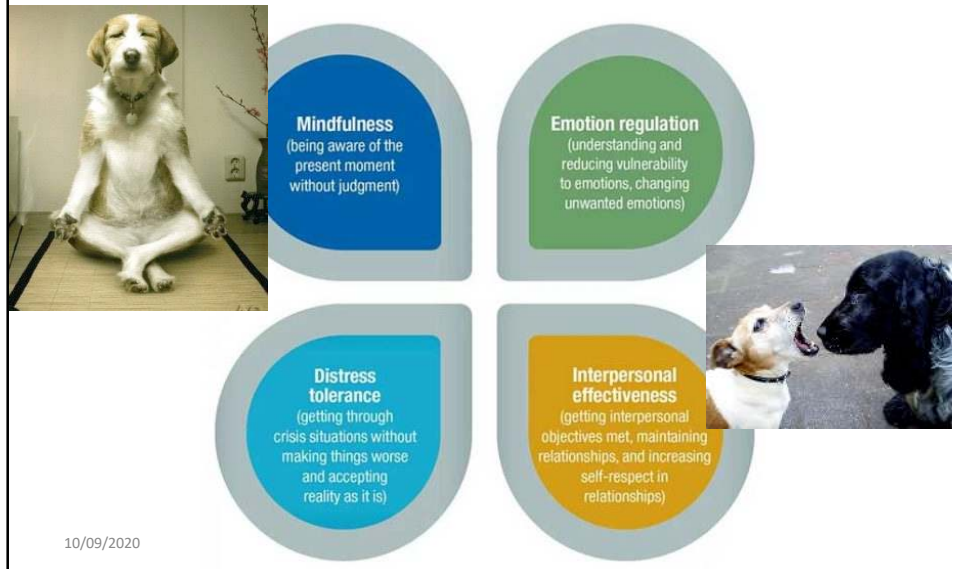 Mindfulness
(being aware of the
present moment
without judgment)
Emotion regulation
(understanding and
reducing vulnerability
to emotions, changing
unwanted emotions)
Distress
tolerance
(getting through
crisis situations without
making things worse
and accepting
reality as it is)
Interpersonal
effectiveness
(getting interpersonal
objectives met, maintaining
relationships, and increasing
self-respect in
relationships)
10/09/2020